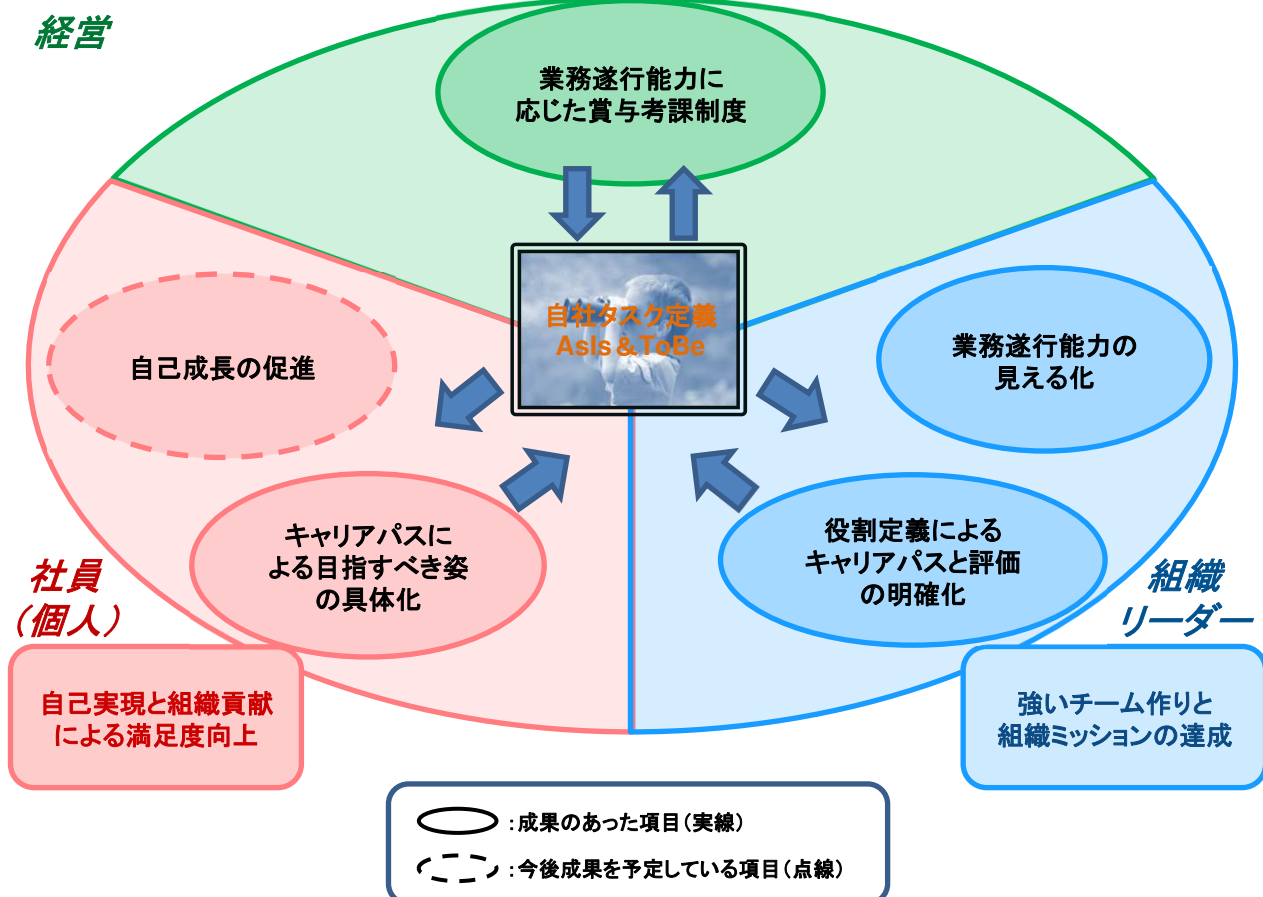 経営
業務遂行能力に
応じた賞与考課制度
自社タスク定義
AsIs＆ToBe
自己成長の促進
業務遂行能力の
見える化
キャリアパスに
よる目指すべき姿
の具体化
役割定義による
キャリアパスと評価
の明確化
社員
（個人）
組織
リーダー
自己実現と組織貢献
による満足度向上
強いチーム作りと
組織ミッションの達成
：成果のあった項目（実線）
：今後成果を予定している項目（点線）